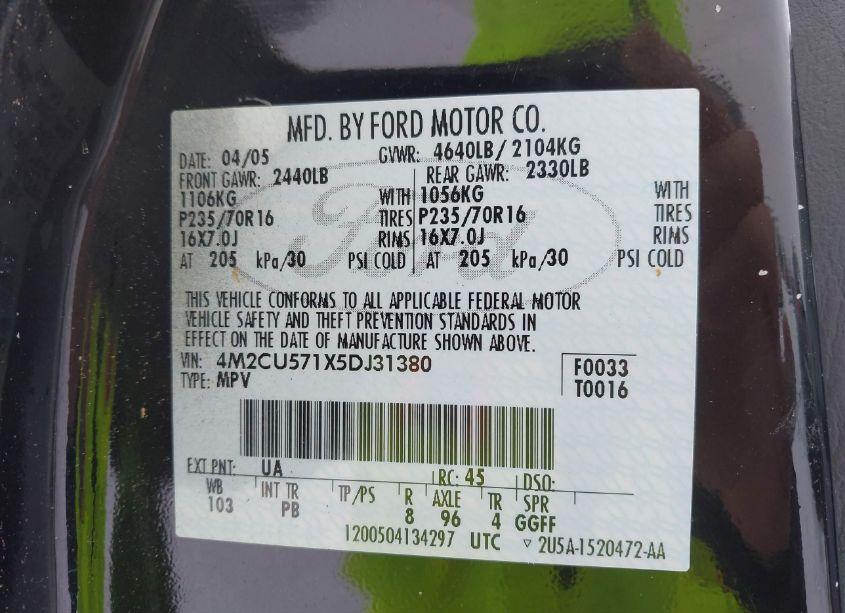 MFD. BY FORD MOTOR CO.
DATE: 04/05 GVWR: 4640LB/ 2104KG
FRONT GAWR: 2440LB REAR GAWR: 2330LB
1106KG WITH 1056KG WITH
P235/70R16 TIRES P235/70R16 TIRES
16X7.0J RIMS 16X7.0J RIMS
AT 205 kPa/30 PSI COLD AT 205 kPa/30 PSI COLD
Ford
THIS VEHICLE CONFORMS TO ALL APPLICABLE FEDERAL MOTOR
VEHICLE SAFETY AND THEFT PREVENTION STANDARDS IN
EFFECT ON THE DATE OF MANUFACTURE SHOWN ABOVE.
VIN: 4M2CU571X5DJ31380 F0033
TYPE: MPV T0016
EXT PNT: UA RC: 45 DSO:
WB INT TR TP/PS R AXLE TR SPR
103 PB 8 96 4 GGFF
1200504134297 UTC ▽ 2U5A-1520472-AA